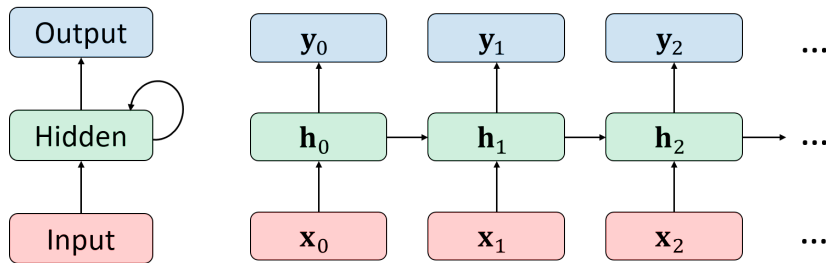 Output
Hidden
Input
y₀ y₁ y₂ ...
h₀ h₁ h₂ ...
x₀ x₁ x₂ ...